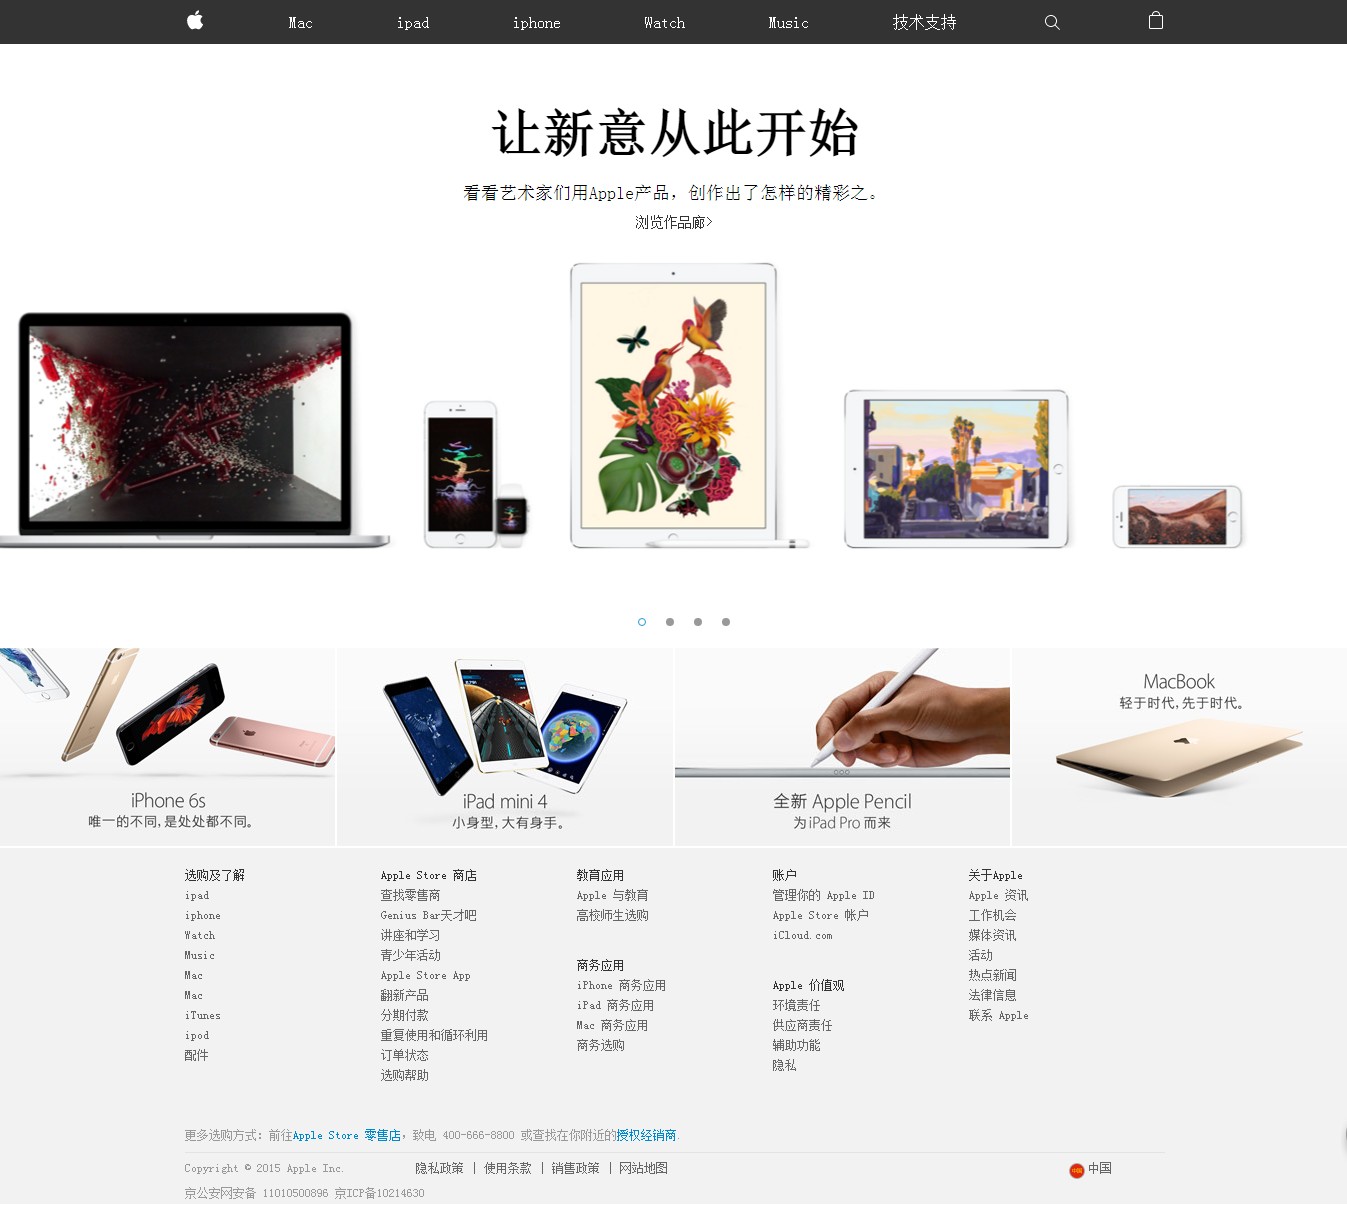 Mac ipad iphone Watch Music 技术支持
让新意从此开始
看看艺术家们用Apple产品，创作出了怎样的精彩之。
浏览作品廊>
iPhone 6s
唯一的不同，是处处都不同。
iPad mini 4
小身型，大有身手。
全新 Apple Pencil
为 iPad Pro 而来
MacBook
轻于时代，先于时代。
选购及了解
ipad
iphone
Watch
Music
Mac
Mac
iTunes
ipod
配件
Apple Store 商店
查找零售商
Genius Bar天才吧
讲座和学习
青少年活动
Apple Store App
翻新产品
分期付款
重复使用和循环利用
订单状态
选购帮助
教育应用
Apple 与教育
高校师生选购
商务应用
iPhone 商务应用
iPad 商务应用
Mac 商务应用
商务选购
账户
管理你的 Apple ID
Apple Store 帐户
iCloud.com
Apple 价值观
环境责任
供应商责任
辅助功能
隐私
关于Apple
Apple 资讯
工作机会
媒体资讯
活动
热点新闻
法律信息
联系 Apple
更多选购方式：前往Apple Store 零售店，致电 400-666-8800 或查找在你附近的授权经销商.
Copyright © 2015 Apple Inc. 隐私政策 | 使用条款 | 销售政策 | 网站地图 中国
京公安网安备 11010500896 京ICP备10214630